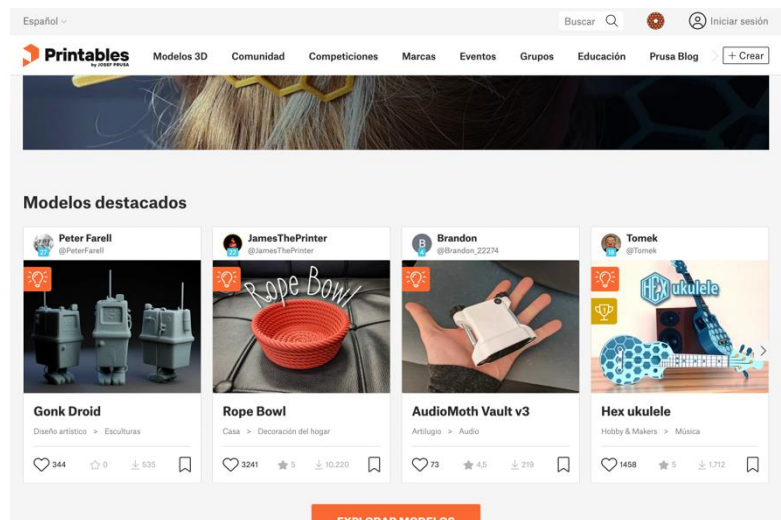 Español
Buscar
Iniciar sesión
Printables
by JOSEF PRUSA
Modelos 3D
Comunidad
Competiciones
Marcas
Eventos
Grupos
Educación
Prusa Blog
+ Crear
Modelos destacados
Peter Farell
@PeterFarell
JamesThePrinter
@JamesThePrinter
B
Brandon
@Brandon_22274
Tomek
@Tomek
Rope Bowl
HEX ukulele
Gonk Droid
Diseño artístico > Esculturas
344
0
535
Rope Bowl
Casa > Decoración del hogar
3241
5
10.220
AudioMoth Vault v3
Artilugio > Audio
73
4,5
219
Hex ukulele
Hobby & Makers > Música
1458
5
1.712
EXPLORAR MODELOS